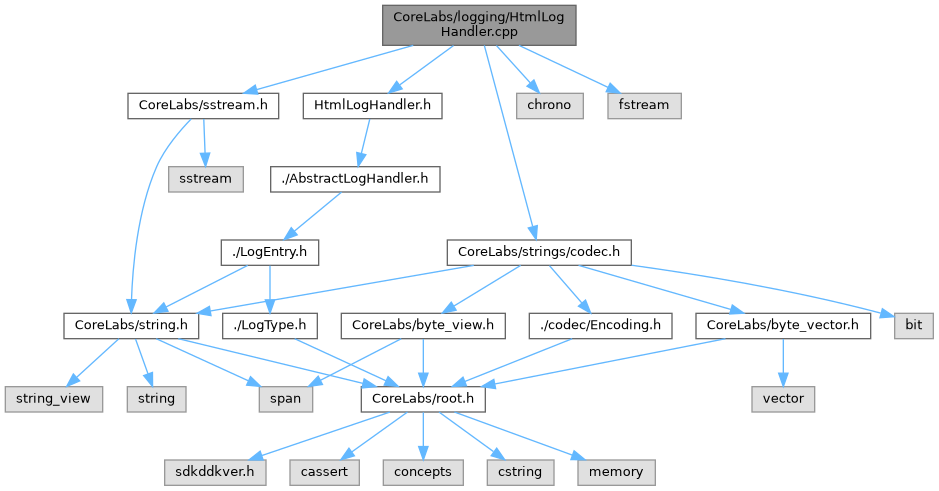 CoreLabs/logging/HtmlLog
Handler.cpp
CoreLabs/sstream.h
HtmlLogHandler.h
chrono
fstream
sstream
./AbstractLogHandler.h
./LogEntry.h
CoreLabs/strings/codec.h
CoreLabs/string.h
./LogType.h
CoreLabs/byte_view.h
./codec/Encoding.h
CoreLabs/byte_vector.h
bit
string_view
string
span
CoreLabs/root.h
vector
sdkddkver.h
cassert
concepts
cstring
memory